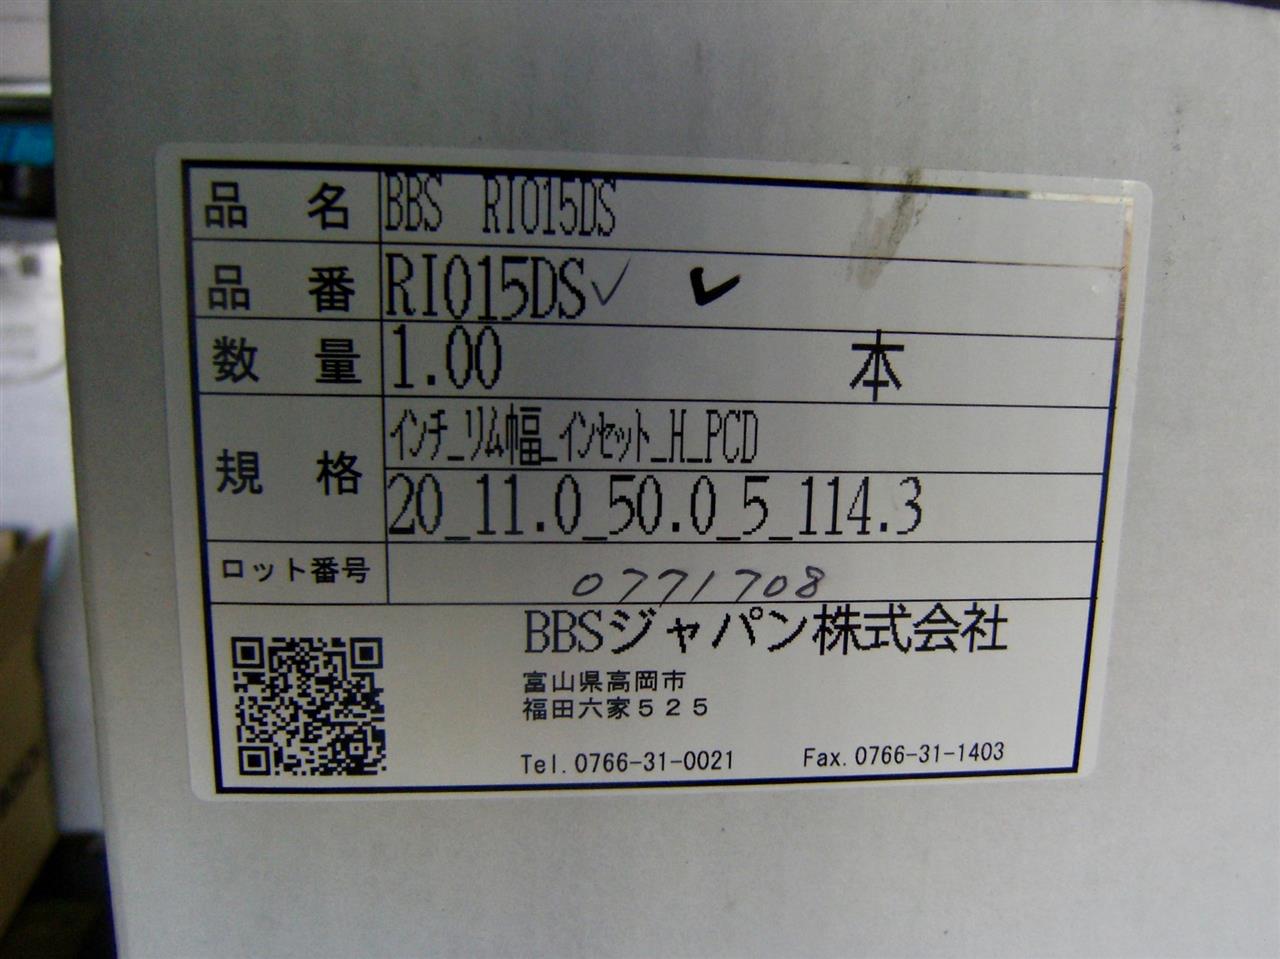 品 名 BBS RI015DS
品 番 RI015DS
数 量 1.00 本
規 格 インチ_リム幅_インセット_H_PCD
20_11.0_50.0_5_114.3
ロット番号 0771708
BBSジャパン株式会社
富山県高岡市
福田六家525
Tel.0766-31-0021 Fax.0766-31-1403